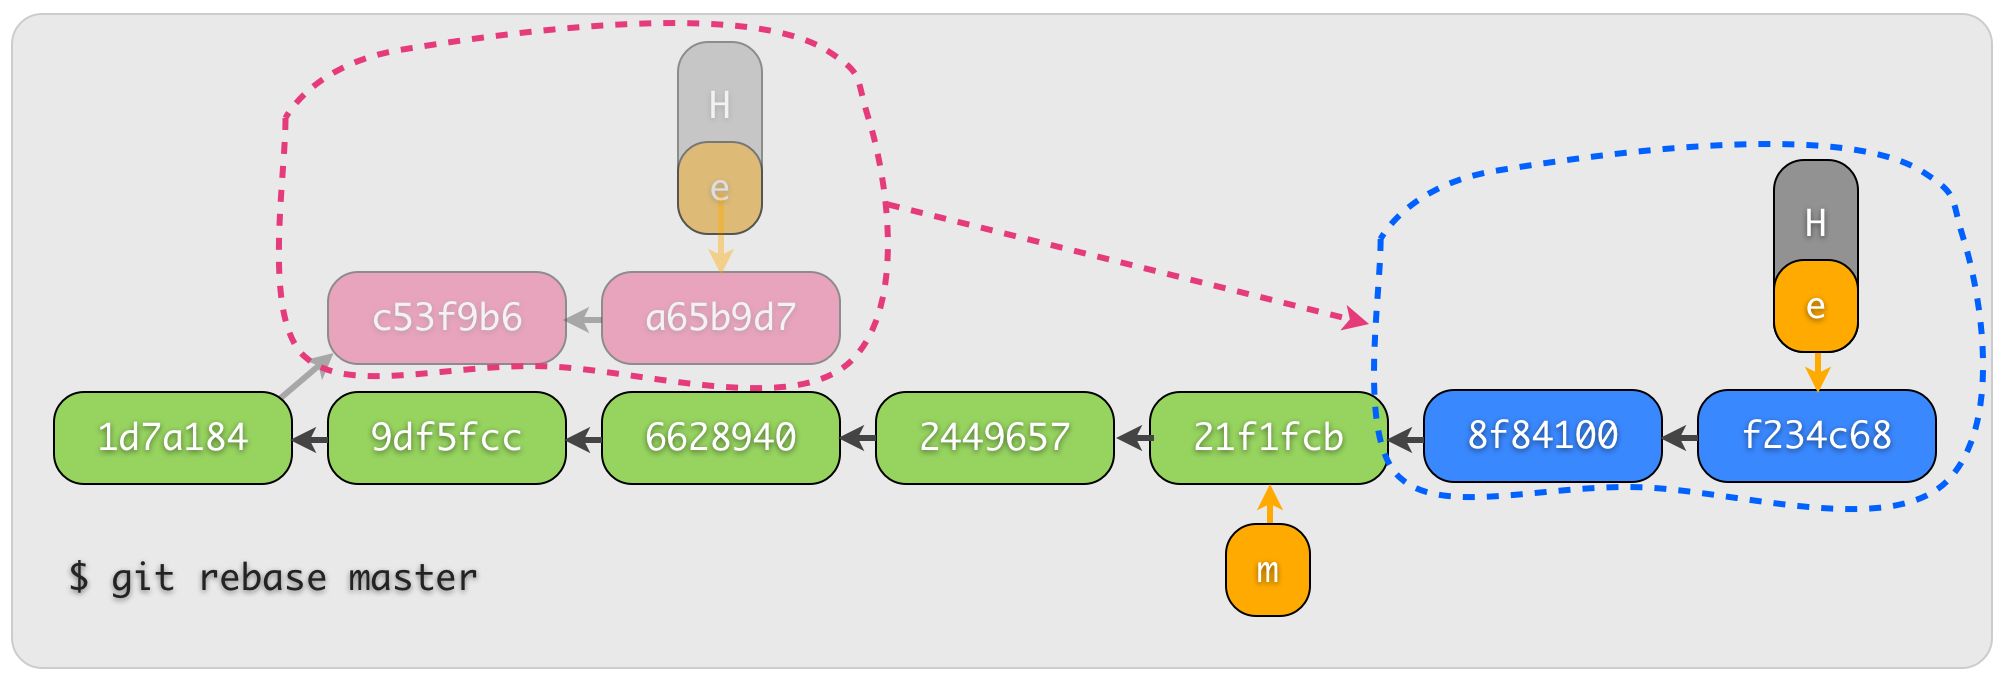 H
e
H
e
c53f9b6 a65b9d7
1d7a184 9df5fcc 6628940 2449657 21f1fcb 8f84100 f234c68
m
$ git rebase master